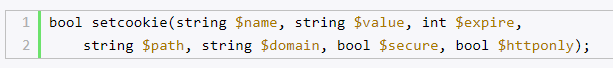 1 bool setcookie(string $name, string $value, int $expire,
2 string $path, string $domain, bool $secure, bool $httponly);